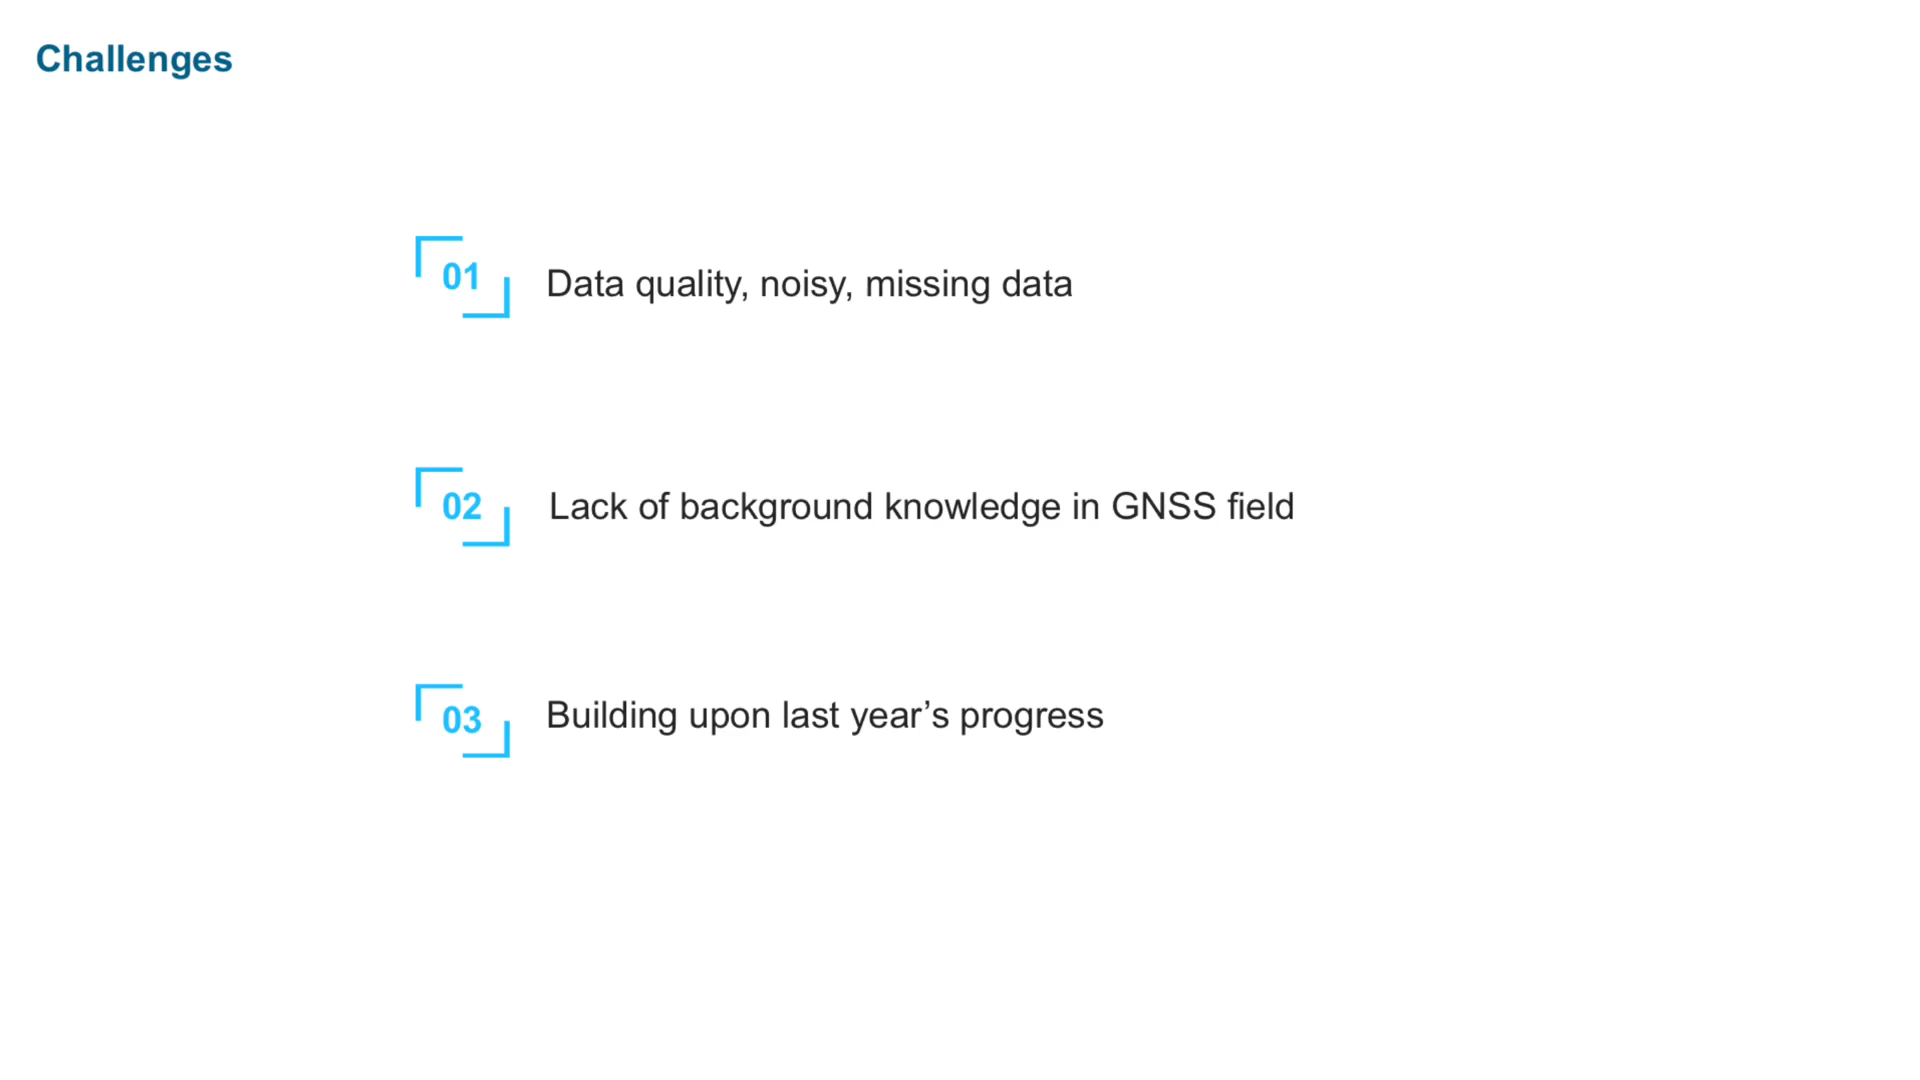 Challenges
01 Data quality, noisy, missing data
02 Lack of background knowledge in GNSS field
03 Building upon last year’s progress